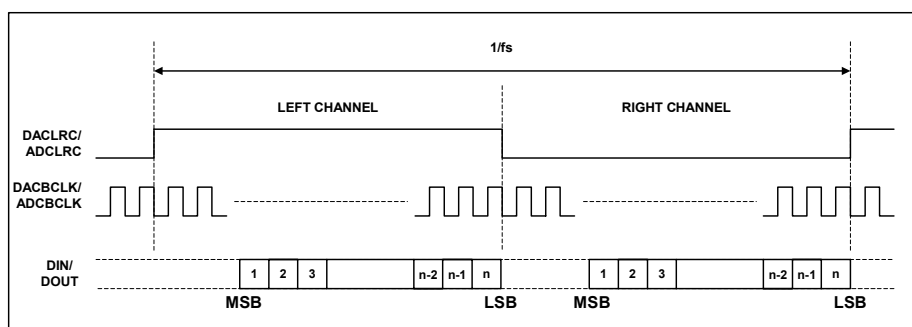 1/fs
LEFT CHANNEL
RIGHT CHANNEL
DACLRC/
ADCLRC
DACBCLK/
ADCBCLK
DIN/
DOUT
1 2 3 n-2 n-1 n 1 2 3 n-2 n-1 n
MSB LSB MSB LSB